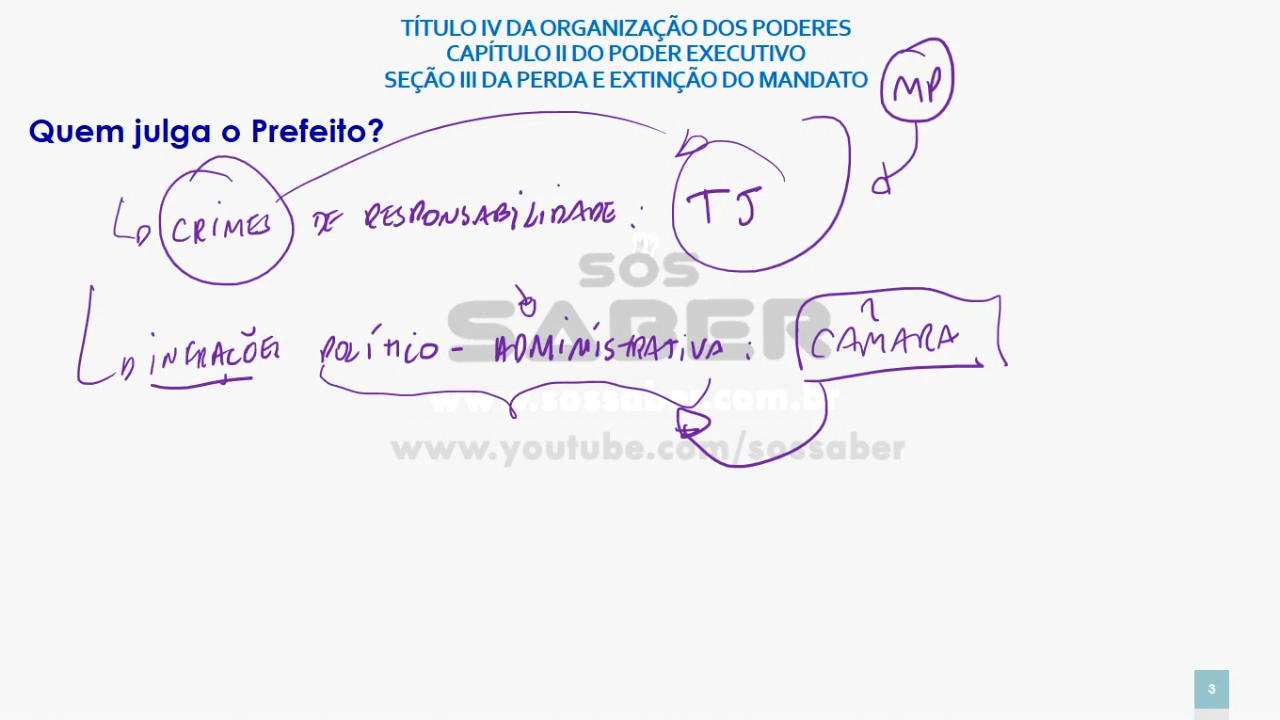 TÍTULO IV DA ORGANIZAÇÃO DOS PODERES
CAPÍTULO II DO PODER EXECUTIVO
SEÇÃO III DA PERDA E EXTINÇÃO DO MANDATO
MP
Quem julga o Prefeito?
CRIMES DE RESPONSABILIDADE: TJ
SOS
SABER
INFRAÇÕES POLÍTICO-ADMINISTRATIVA: CÂMARA
www.sossaber.com.br
www.youtube.com/sossaber
3